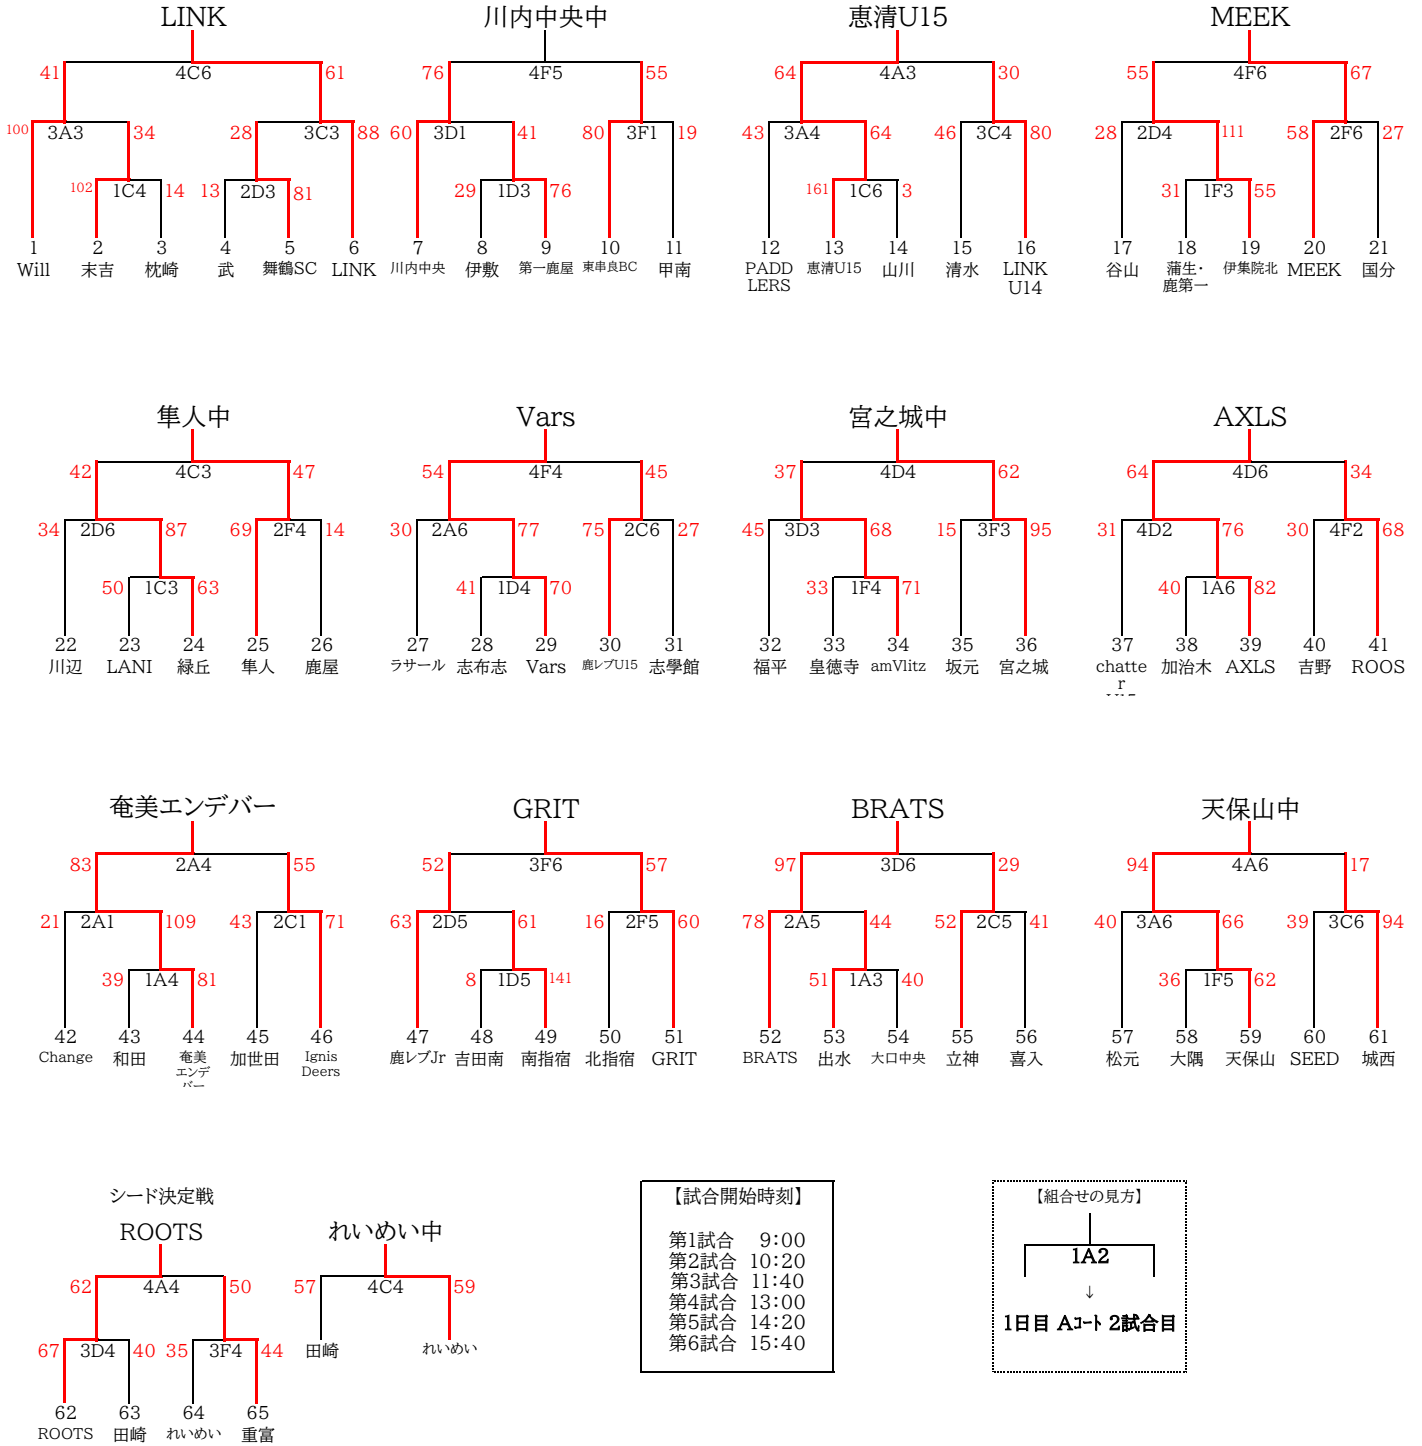 LINK 川内中央中 恵清U15 MEEK
41 4C6 61 76 4F5 55 64 4A3 30 55 4F6 67
100 3A3 34 28 3C3 88 60 3D1 41 80 3F1 19 43 3A4 64 46 3C4 80 28 2D4 111 58 2F6 27
102 1C4 14 13 2D3 81 29 1D3 76 161 1C6 3 31 1F3 55
1 2 3 4 5 6 7 8 9 10 11 12 13 14 15 16 17 18 19 20 21
Will 末吉 枕崎 武 舞鶴SC LINK 川内中央 伊敷 第一鹿屋 東串良BC 甲南 PADD 恵清U15 山川 清水 LINK 谷山 蒲生・ 伊集院北 MEEK 国分
LERS U14 鹿第一
隼人中 Vars 宮之城中 AXLS
42 4C3 47 54 4F4 45 37 4D4 62 64 4D6 34
34 2D6 87 69 2F4 14 30 2A6 77 75 2C6 27 45 3D3 68 15 3F3 95 31 4D2 76 30 4F2 68
50 1C3 63 41 1D4 70 33 1F4 71 40 1A6 82
22 23 24 25 26 27 28 29 30 31 32 33 34 35 36 37 38 39 40 41
川辺 LANI 緑丘 隼人 鹿屋 ラサール 志布志 Vars 鹿レブU15 志學館 福平 皇徳寺 amVlitz 坂元 宮之城 chatte 加治木 AXLS 吉野 ROOS
r
奄美エンデバー GRIT BRATS 天保山中
83 2A4 55 52 3F6 57 97 3D6 29 94 4A6 17
21 2A1 109 43 2C1 71 63 2D5 61 16 2F5 60 78 2A5 44 52 2C5 41 40 3A6 66 39 3C6 94
39 1A4 81 8 1D5 141 51 1A3 40 36 1F5 62
42 43 44 45 46 47 48 49 50 51 52 53 54 55 56 57 58 59 60 61
Change 和田 奄美 加世田 Ignis 鹿レブJr 吉田南 南指宿 北指宿 GRIT BRATS 出水 大口中央 立神 喜入 松元 大隅 天保山 SEED 城西
エンデ Deers
バー
シード決定戦
ROOTS れいめい中
62 4A4 50 57 4C4 59
67 3D4 40 35 3F4 44 田崎 れいめい
62 63 64 65
ROOTS 田崎 れいめい 重富
【試合開始時刻】
第1試合 9:00
第2試合 10:20
第3試合 11:40
第4試合 13:00
第5試合 14:20
第6試合 15:40
【組合せの見方】
1A2
↓
1日目 Aコート 2試合目